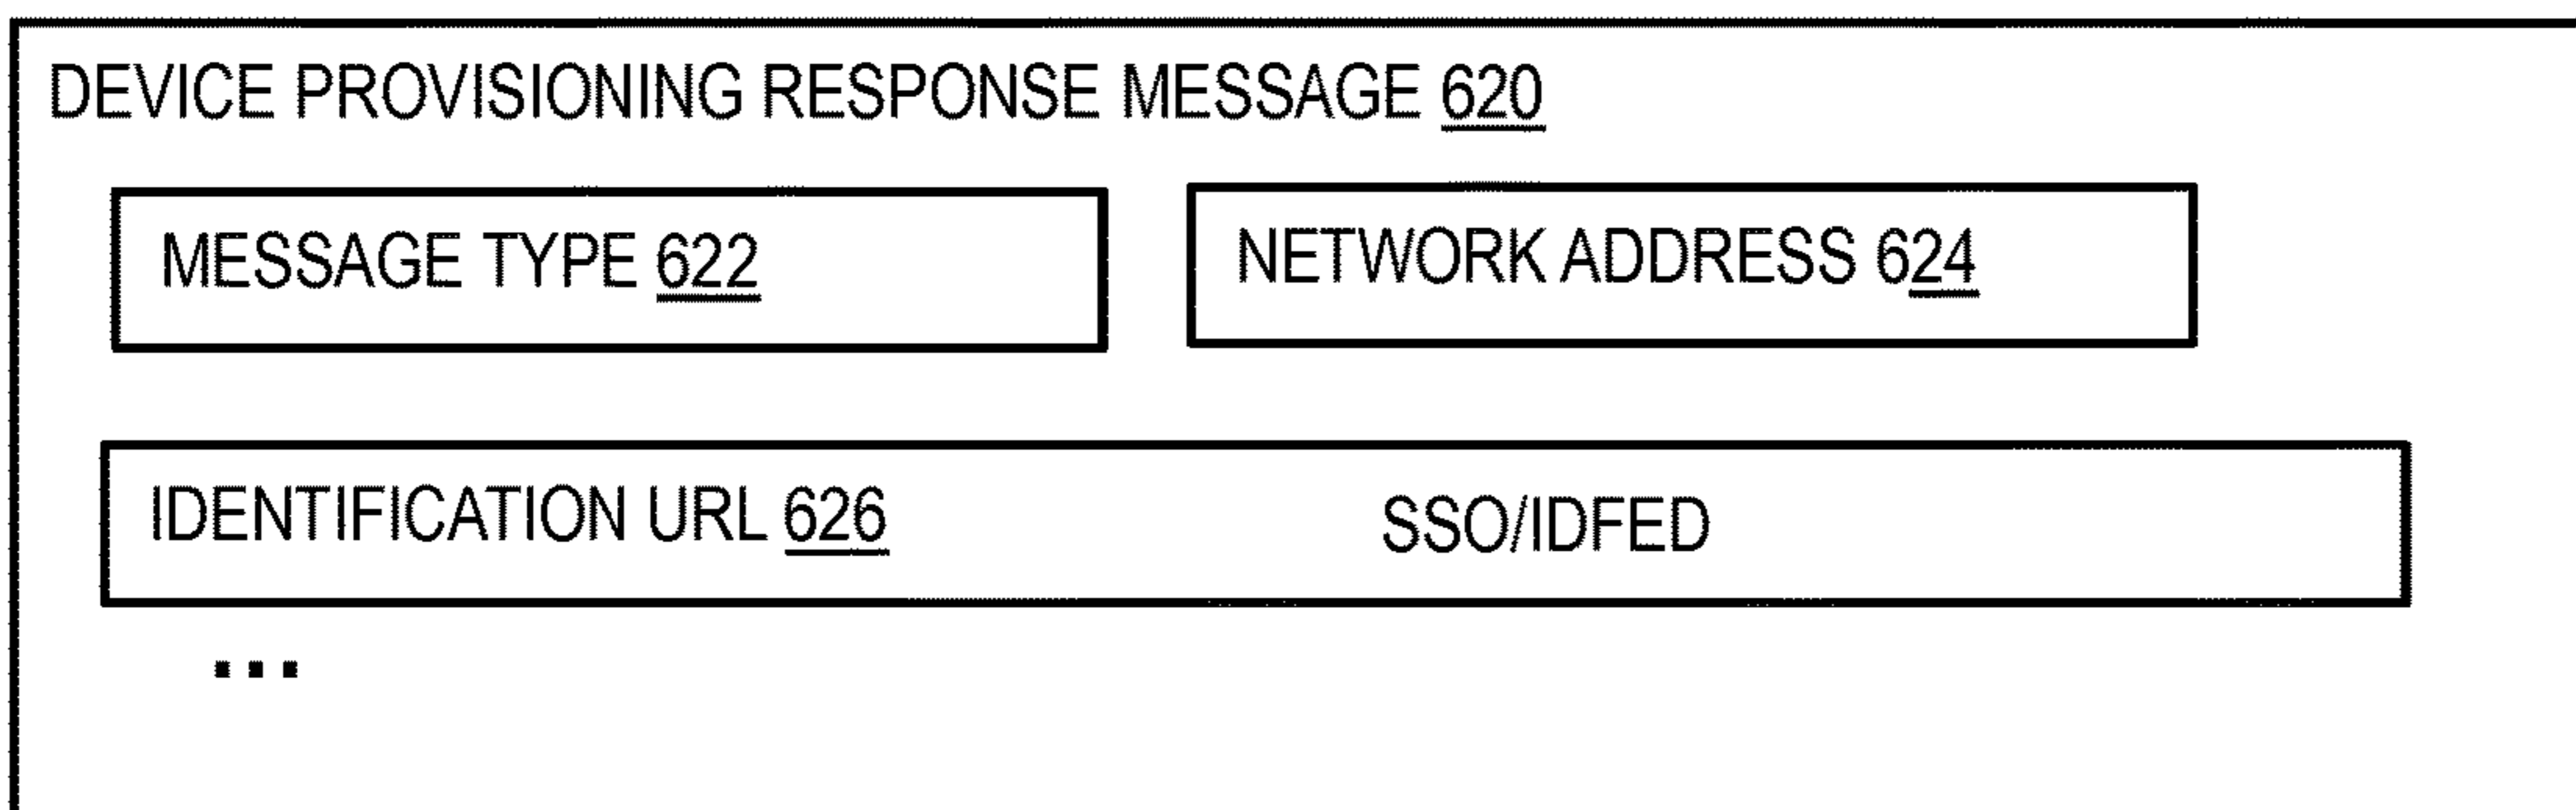 DEVICE PROVISIONING RESPONSE MESSAGE 620
MESSAGE TYPE 622
NETWORK ADDRESS 624
IDENTIFICATION URL 626 SSO/IDFED
...